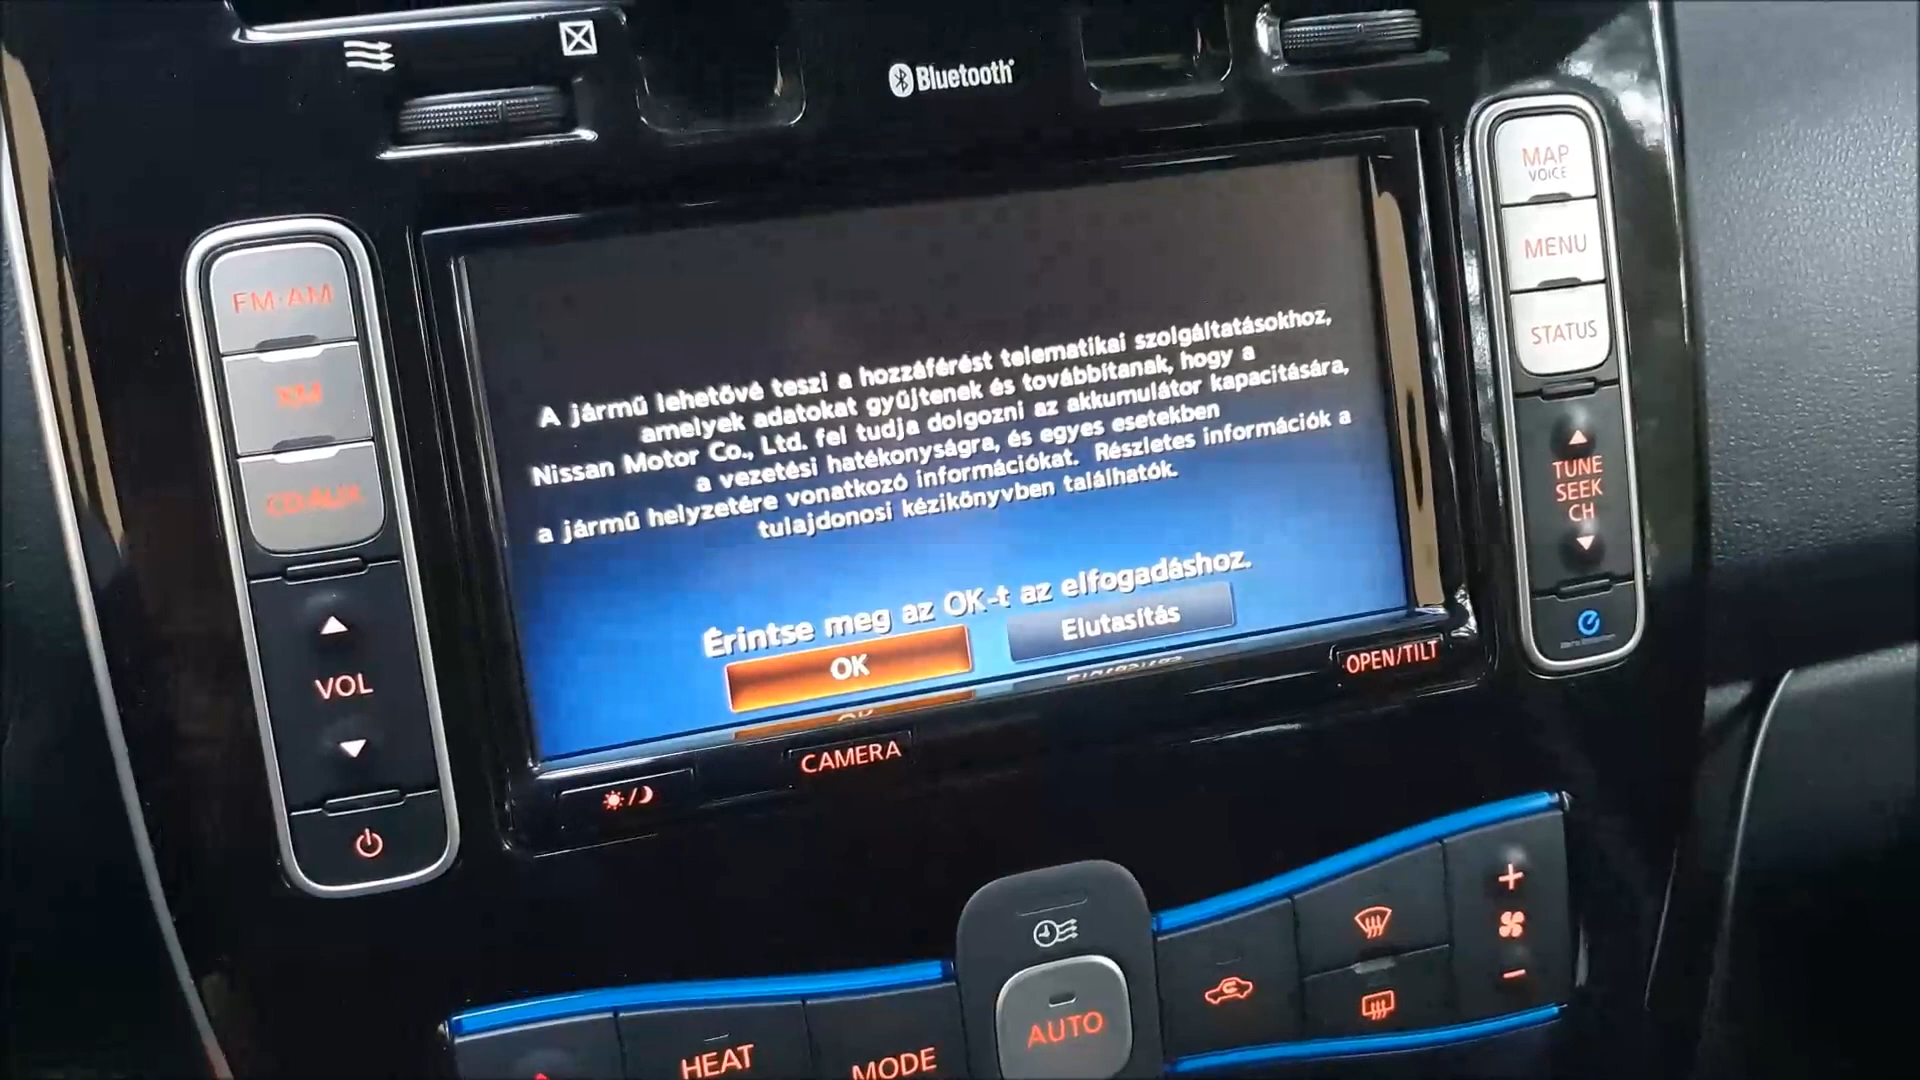 Bluetooth
MAP
VOICE
MENU
STATUS
TUNE
SEEK
CH
FM·AM
XM
CD·AUX
VOL
A jármű lehetővé teszi a hozzáférést telematikai szolgáltatásokhoz,
amelyek adatokat gyűjtenek és továbbítanak, hogy a
Nissan Motor Co., Ltd. fel tudja dolgozni az akkumulátor kapacitására,
a vezetési hatékonyságra, és egyes esetekben
a jármű helyzetére vonatkozó információkat. Részletes információk a
tulajdonosi kézikönyvben találhatók.
Érintse meg az OK-t az elfogadáshoz.
OK
Elutasítás
OPEN/TILT
CAMERA
HEAT
MODE
AUTO